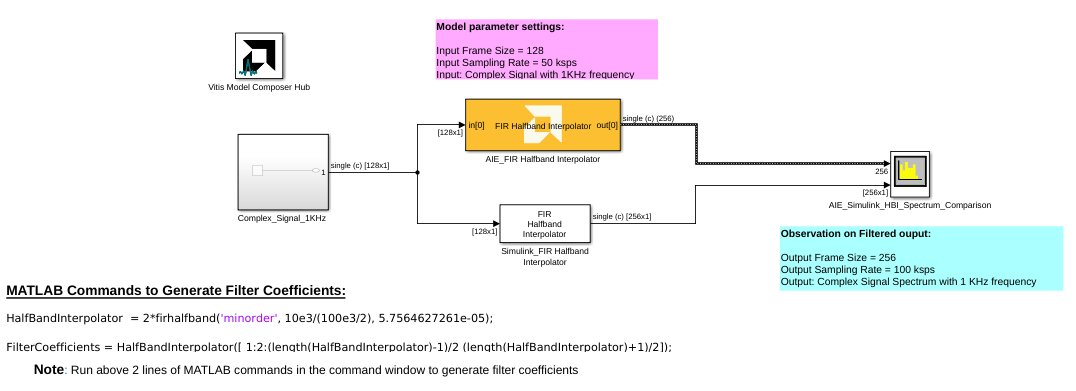 Model parameter settings:
Input Frame Size = 128
Input Sampling Rate = 50 ksps
Input: Complex Signal with 1KHz frequency
Vitis Model Composer Hub
in[0]
FIR Halfband Interpolator
out[0]
single (c) (256)
[128x1]
AIE_FIR Halfband Interpolator
single (c) [128x1]
1
Complex_Signal_1KHz
256
[256x1]
AIE_Simulink_HBI_Spectrum_Comparison
FIR
Halfband
Interpolator
single (c) [256x1]
[128x1]
Simulink_FIR Halfband
Interpolator
Observation on Filtered ouput:
Output Frame Size = 256
Output Sampling Rate = 100 ksps
Output: Complex Signal Spectrum with 1 KHz frequency
MATLAB Commands to Generate Filter Coefficients:
HalfBandInterpolator = 2*firhalfband('minorder', 10e3/(100e3/2), 5.7564627261e-05);
FilterCoefficients = HalfBandInterpolator([ 1:2:(length(HalfBandInterpolator)-1)/2 (length(HalfBandInterpolator)+1)/2]);
Note: Run above 2 lines of MATLAB commands in the command window to generate filter coefficients